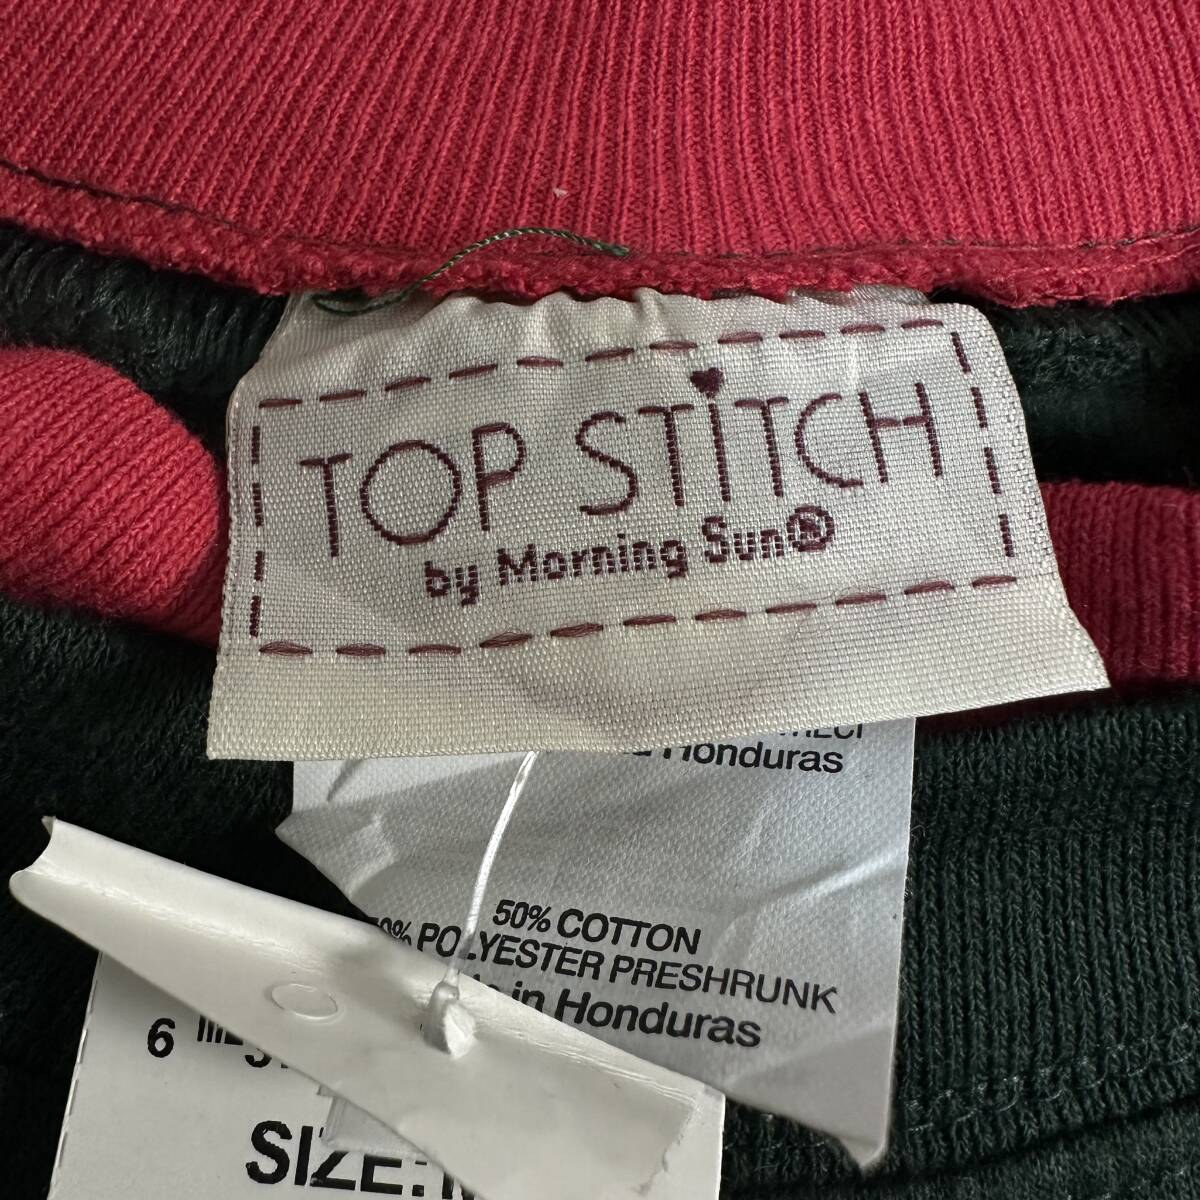 TOP STiTCH
by Morning Sun®
Honduras
50% COTTON
POLYESTER PRESHRUNK
in Honduras
6
SIZE: